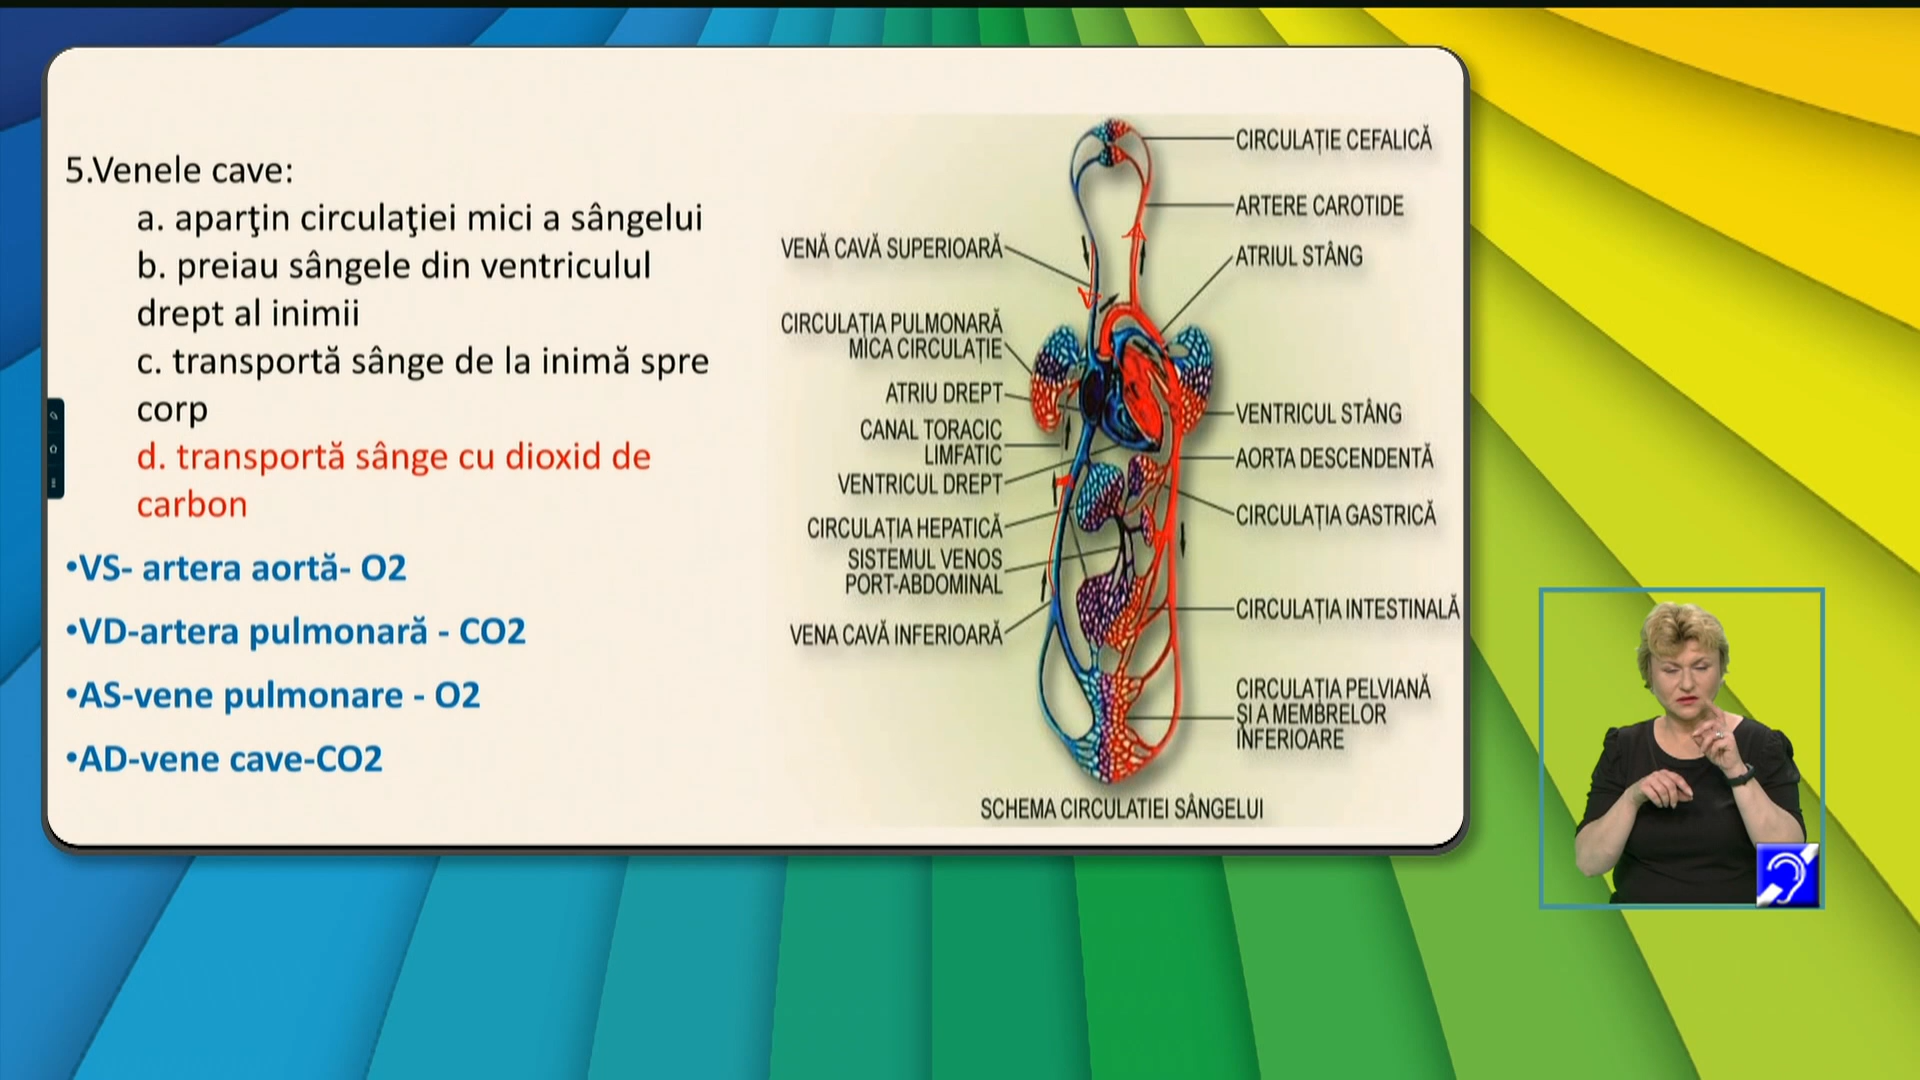 5.Venele cave:
a. aparţin circulaţiei mici a sângelui
b. preiau sângele din ventriculul
drept al inimii
c. transportă sânge de la inimă spre
corp
d. transportă sânge cu dioxid de
carbon
•VS- artera aortă- O2
•VD-artera pulmonară - CO2
•AS-vene pulmonare - O2
•AD-vene cave-CO2
VENĂ CAVĂ SUPERIOARĂ
CIRCULAȚIA PULMONARĂ
MICA CIRCULAȚIE
ATRIU DREPT
CANAL TORACIC
LIMFATIC
VENTRICUL DREPT
CIRCULAȚIA HEPATICĂ
SISTEMUL VENOS
PORT-ABDOMINAL
VENA CAVĂ INFERIOARĂ
CIRCULAȚIE CEFALICĂ
ARTERE CAROTIDE
ATRIUL STÂNG
VENTRICUL STÂNG
AORTA DESCENDENTĂ
CIRCULAȚIA GASTRICĂ
CIRCULAȚIA INTESTINALĂ
CIRCULAȚIA PELVIANĂ
ȘI A MEMBRELOR
INFERIOARE
SCHEMA CIRCULATIEI SÂNGELUI